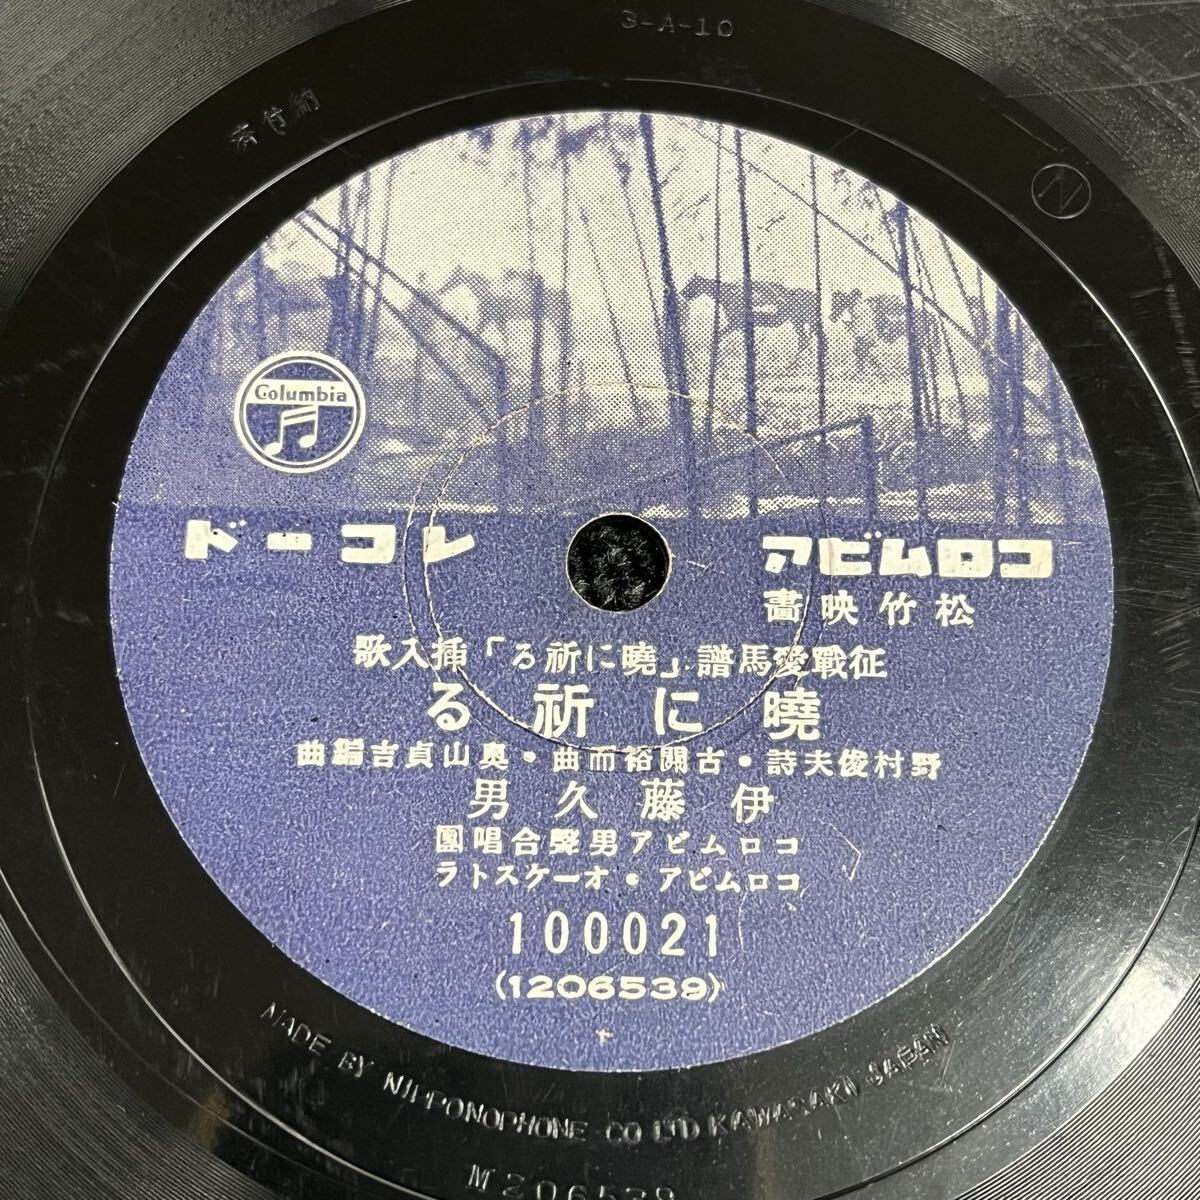 3-A-10
Columbia
コロムビア レコード
松竹映畫
征戰愛馬譜「曉に祈る」挿入歌
曉に祈る
野村俊夫詩・古關裕而曲・奥山貞吉編曲
伊藤久男
コロムビア男聲合唱團
コロムビア・オーケストラ
100021
(1206539)
MADE BY NIPPONOPHONE CO LTD KAWASAKI JAPAN
M206539